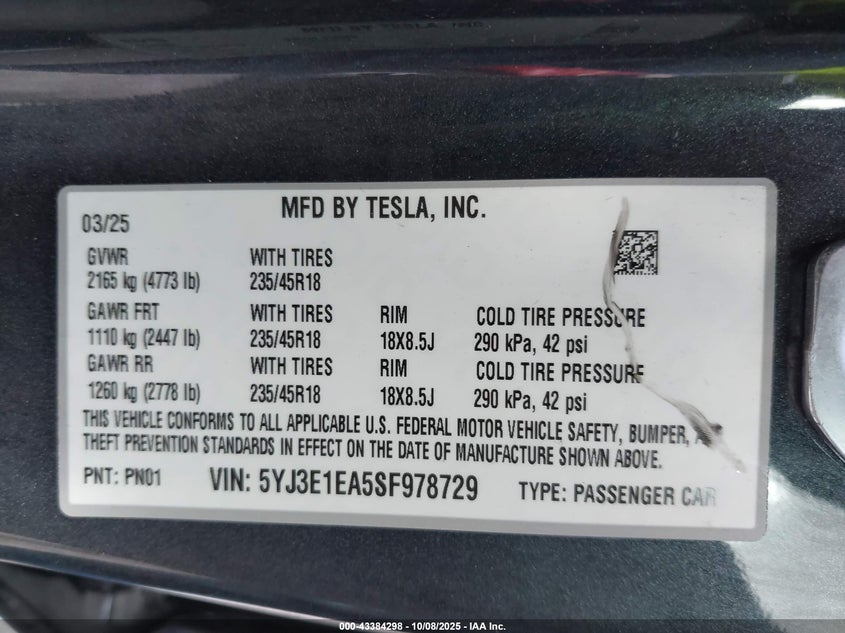 MFD BY TESLA, INC.
03/25
GVWR WITH TIRES
2165 kg (4773 lb) 235/45R18
GAWR FRT WITH TIRES RIM COLD TIRE PRESSURE
1110 kg (2447 lb) 235/45R18 18X8.5J 290 kPa, 42 psi
GAWR RR WITH TIRES RIM COLD TIRE PRESSURE
1260 kg (2778 lb) 235/45R18 18X8.5J 290 kPa, 42 psi
THIS VEHICLE CONFORMS TO ALL APPLICABLE U.S. FEDERAL MOTOR VEHICLE SAFETY, BUMPER,
THEFT PREVENTION STANDARDS IN EFFECT ON THE DATE OF MANUFACTURE SHOWN ABOVE.
PNT: PN01 VIN: 5YJ3E1EA5SF978729 TYPE: PASSENGER CAR
000-43384298 - 10/08/2025 - IAA Inc.